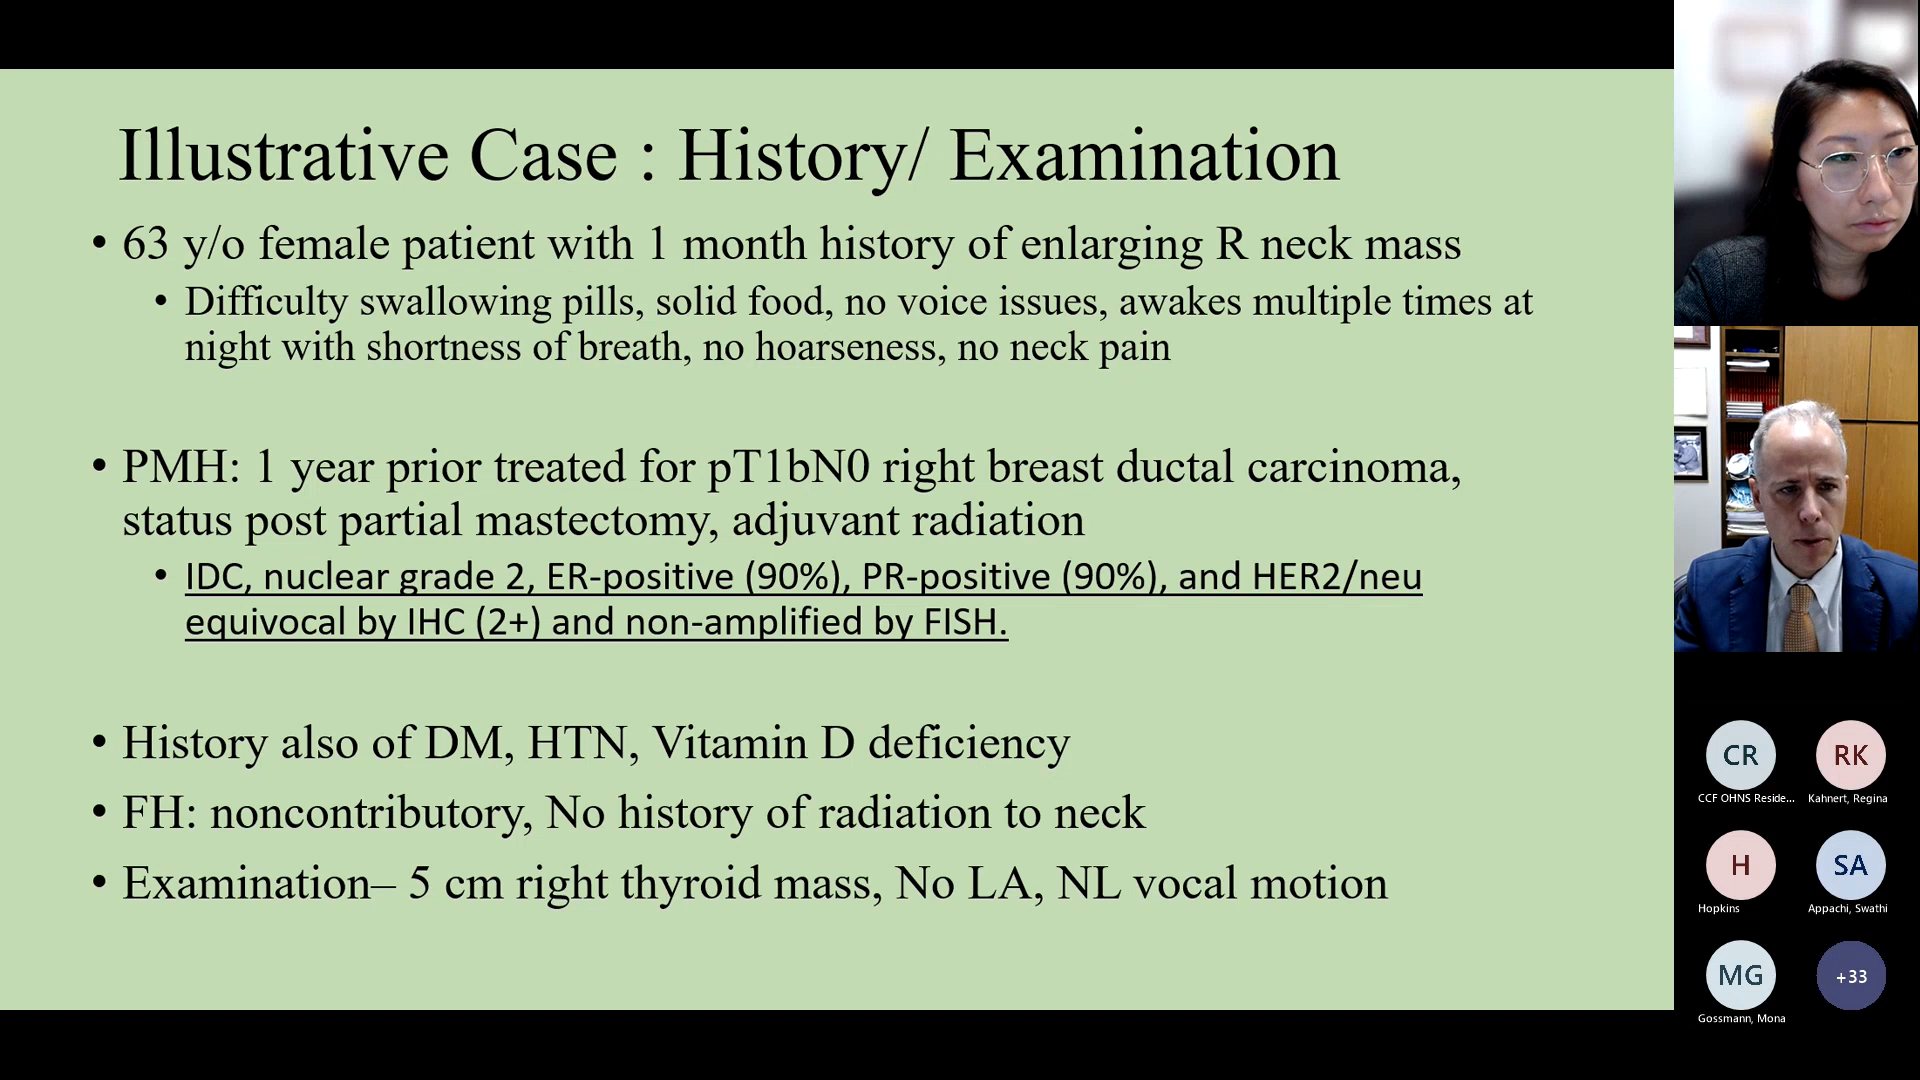 Illustrative Case : History/ Examination
• 63 y/o female patient with 1 month history of enlarging R neck mass
• Difficulty swallowing pills, solid food, no voice issues, awakes multiple times at
night with shortness of breath, no hoarseness, no neck pain
• PMH: 1 year prior treated for pT1bN0 right breast ductal carcinoma,
status post partial mastectomy, adjuvant radiation
• IDC, nuclear grade 2, ER-positive (90%), PR-positive (90%), and HER2/neu
equivocal by IHC (2+) and non-amplified by FISH.
• History also of DM, HTN, Vitamin D deficiency
• FH: noncontributory, No history of radiation to neck
• Examination– 5 cm right thyroid mass, No LA, NL vocal motion
CR
CCF OHNS Reside...
RK
Kahnert, Regina
H
Hopkins
SA
Appachi, Swathi
MG
Gossmann, Mona
+33